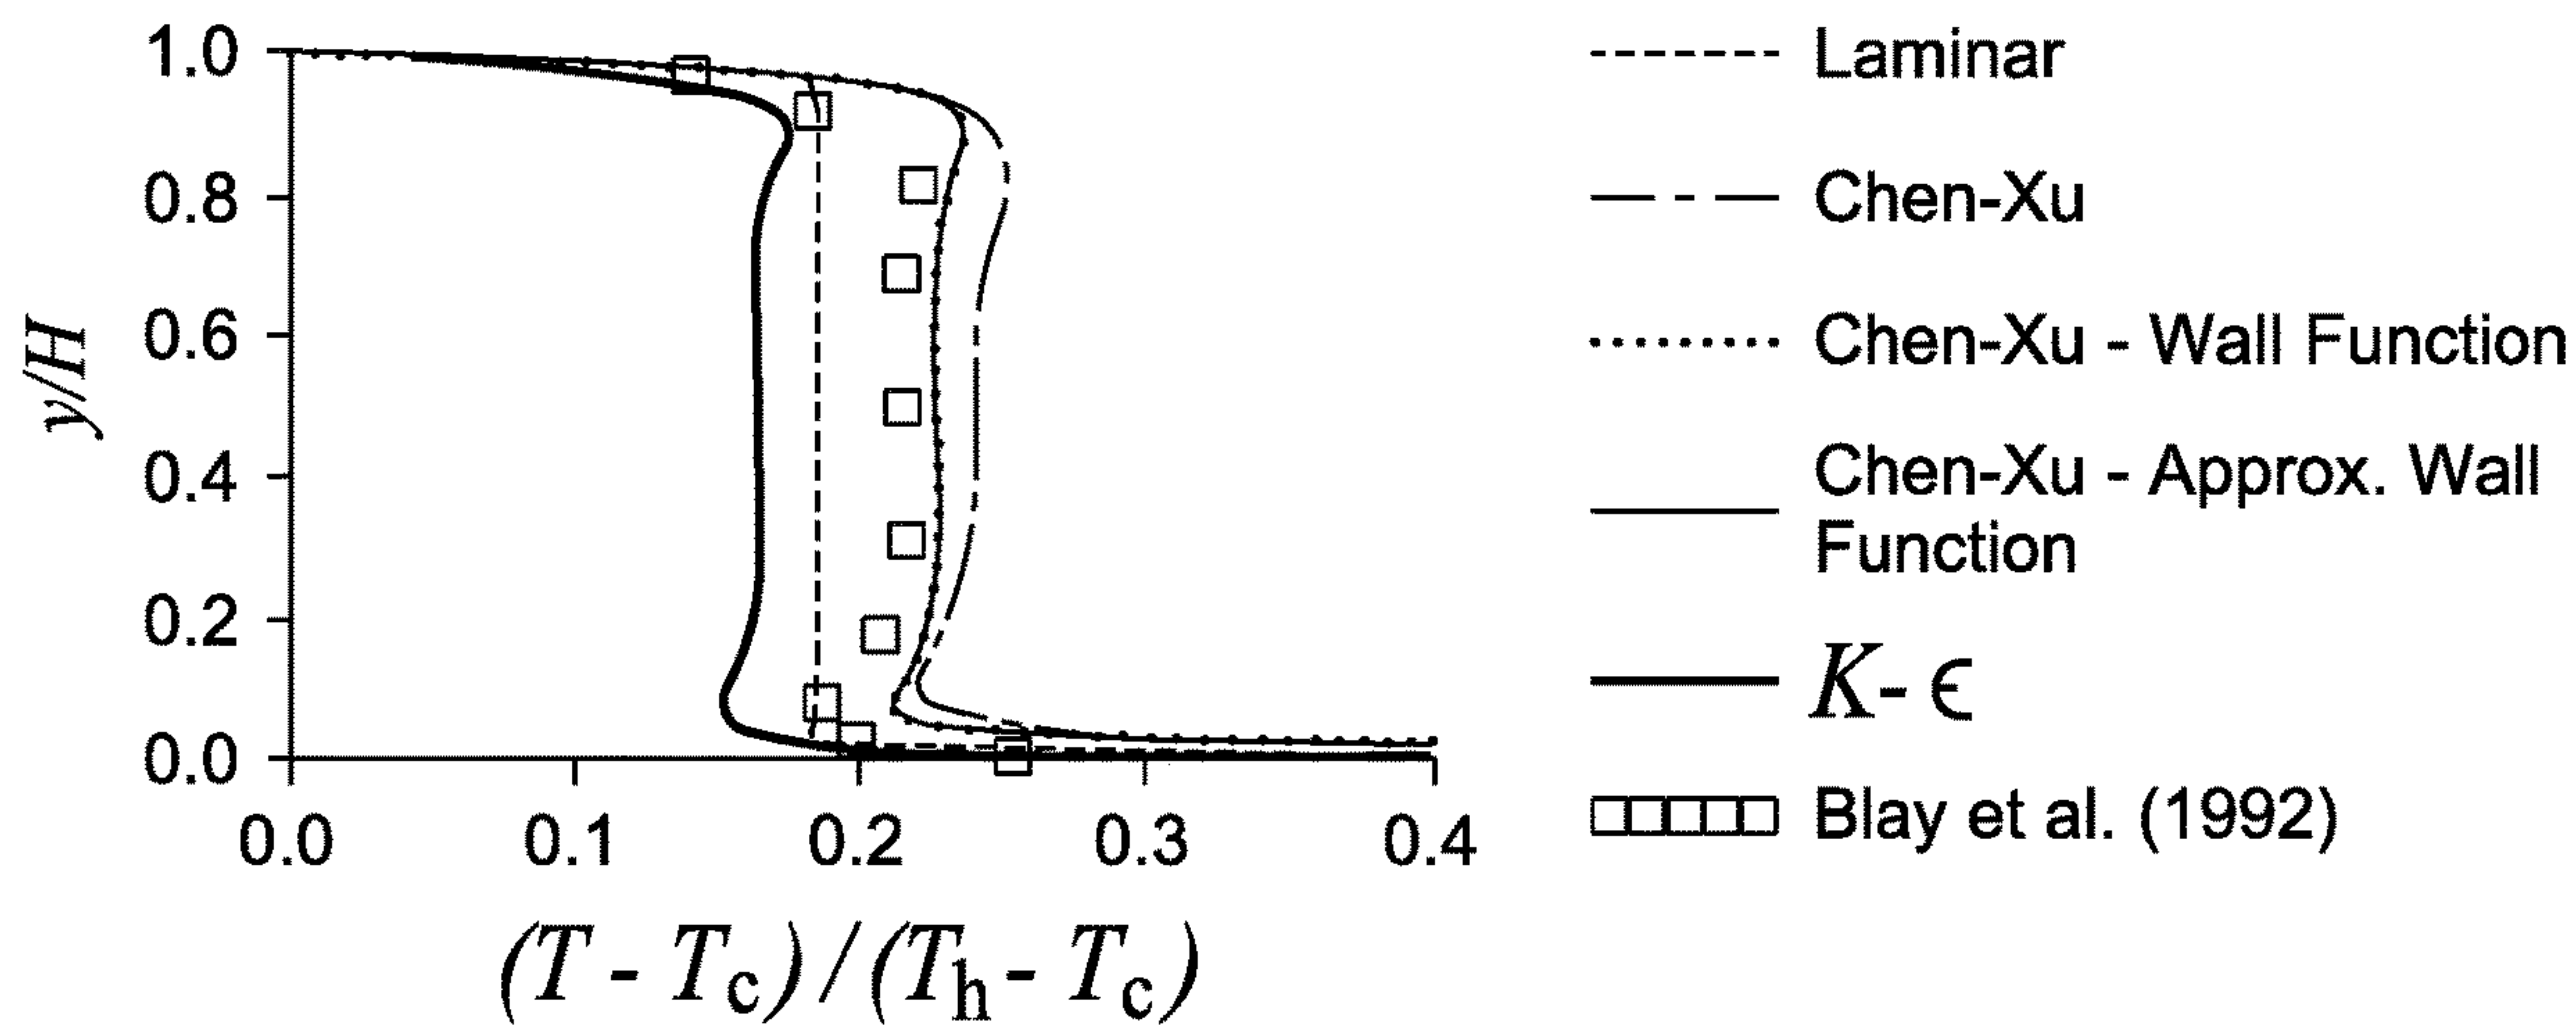 1.0
0.8
0.6
0.4
0.2
0.0
y/H
0.0 0.1 0.2 0.3 0.4
(T - Tc) / (Th - Tc)
Laminar
Chen-Xu
Chen-Xu - Wall Function
Chen-Xu - Approx. Wall
Function
K- ϵ
Blay et al. (1992)